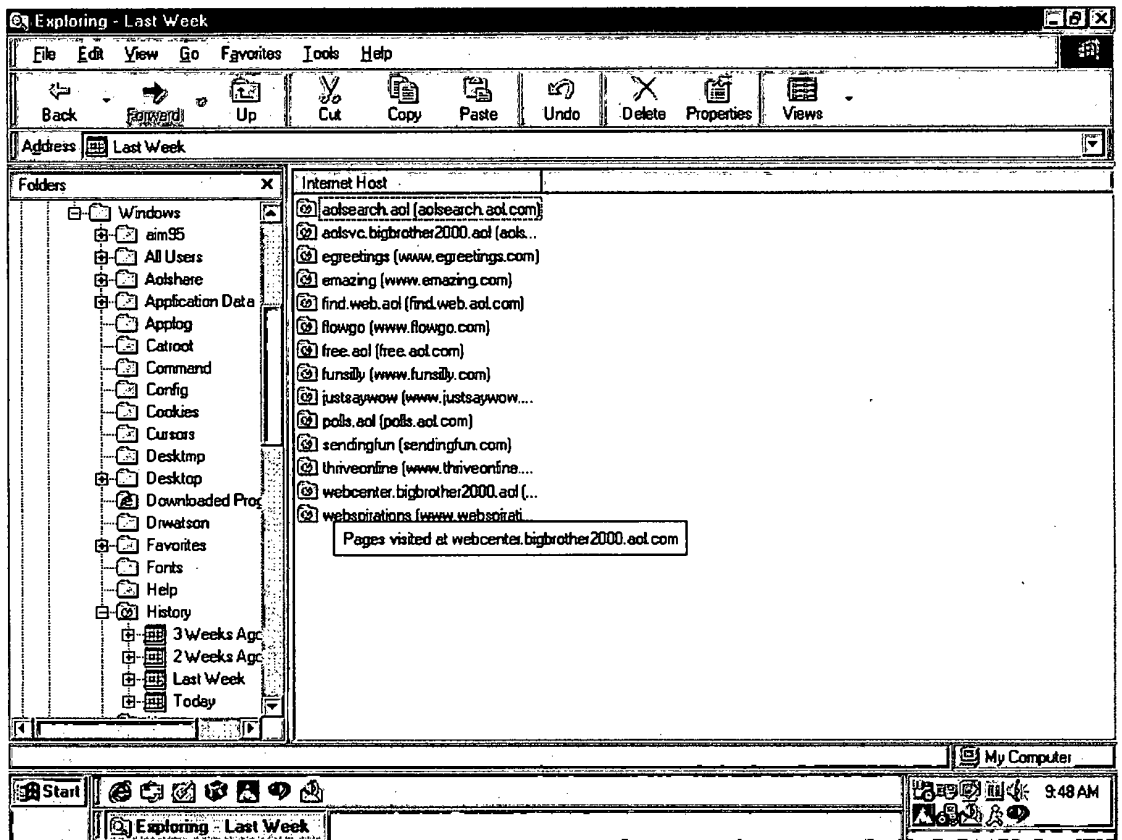 Exploring - Last Week
File Edit View Go Favorites Tools Help
Back Forward Up Cut Copy Paste Undo Delete Properties Views
Address Last Week
Folders
Windows
aim95
All Users
Aolshare
Application Data
Applog
Catroot
Command
Config
Cookies
Cursors
Desktmp
Desktop
Downloaded Prog
Drwatson
Favorites
Fonts
Help
History
3 Weeks Ago
2 Weeks Ago
Last Week
Today
Internet Host
aolsearch.aol (aolsearch.aol.com)
aolsvc.bigbrother2000.aol (aols...
egreetings (www.egreetings.com)
emazing (www.emazing.com)
find.web.aol (find.web.aol.com)
flowgo (www.flowgo.com)
free.aol (free.aol.com)
funsilly (www.funsilly.com)
justsaywow (www.justsaywow....
polls.aol (polls.aol.com)
sendingfun (sendingfun.com)
thriveonline (www.thriveonline....
webcenter.bigbrother2000.aol (...
webspirations (www.webspirati...
Pages visited at webcenter.bigbrother2000.aol.com
My Computer
Start
9:48 AM
Exploring - Last Week